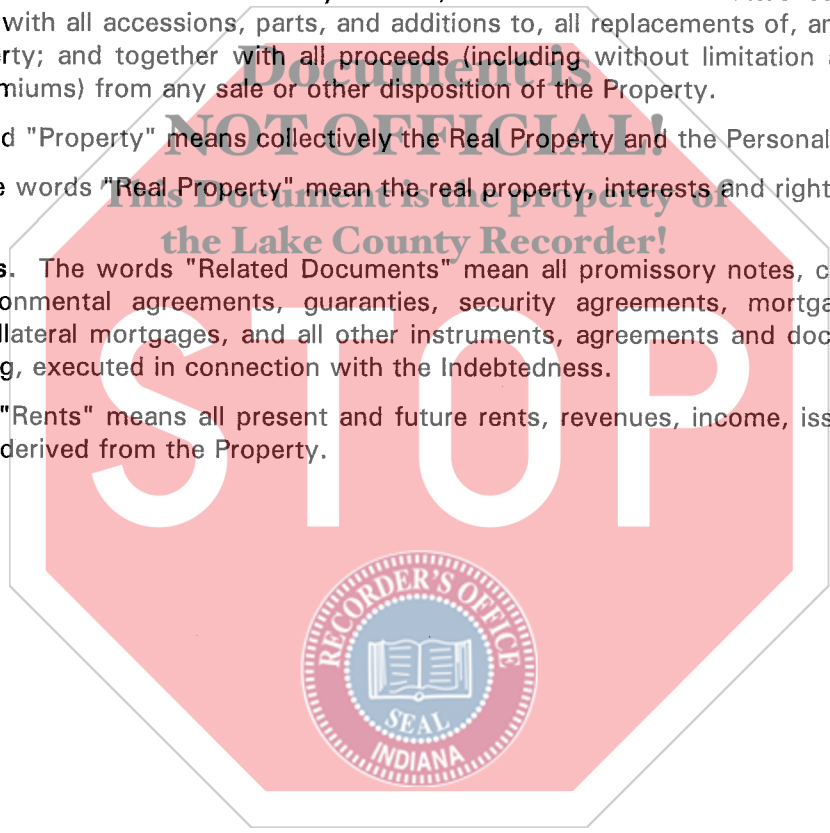 with all accessions, parts, and additions to, all replacements of,
and together with all proceeds (including without limitation
from any sale or other disposition of the Property.
Document is
"Property" means collectively the Real Property and the Personal
NOT OFFICIAL!
words "Real Property" mean the real property, interests and right
This Document is the property of
the Lake County Recorder!
s. The words "Related Documents" mean all promissory notes, c
onmental agreements, guaranties, security agreements, mortga
llateral mortgages, and all other instruments, agreements and doc
g, executed in connection with the Indebtedness.
"Rents" means all present and future rents, revenues, income, iss
derived from the Property.
STOP
RECORDER'S OFFICE
SEAL
INDIANA